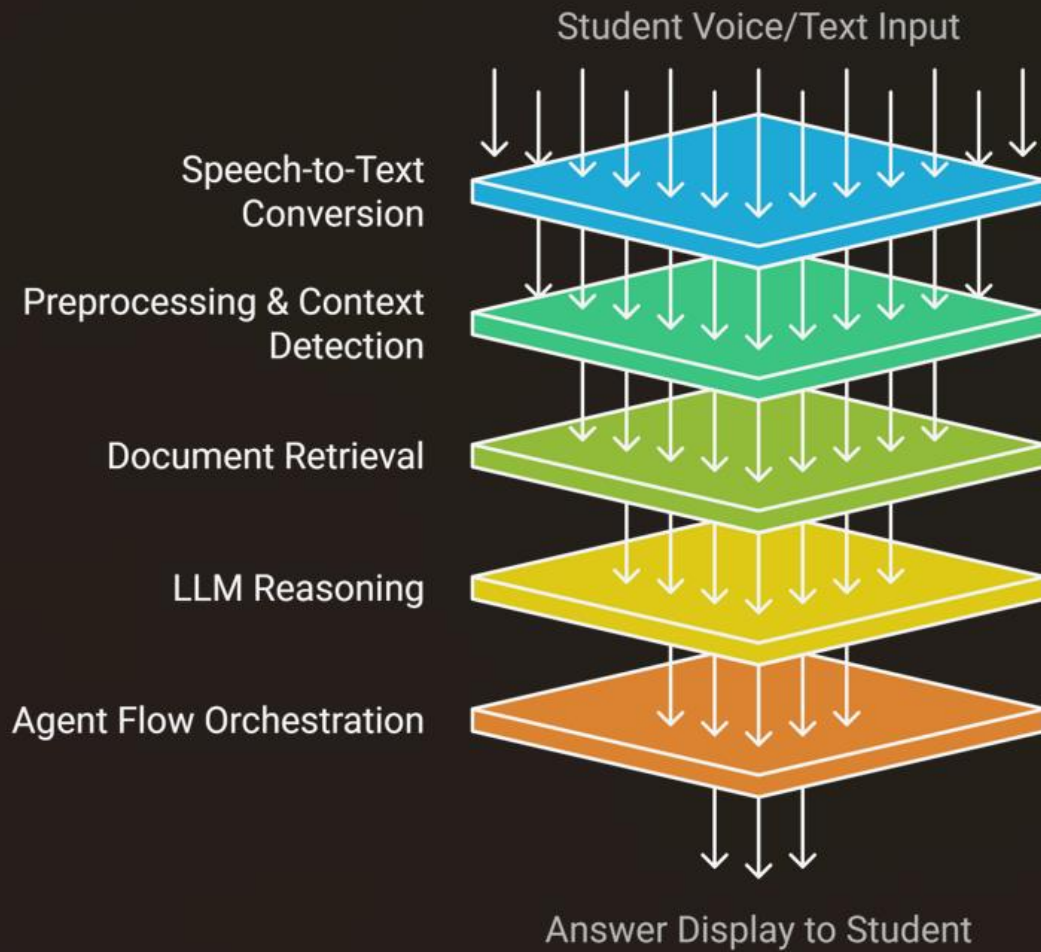 Student Voice/Text Input
Speech-to-Text
Conversion
Preprocessing & Context
Detection
Document Retrieval
LLM Reasoning
Agent Flow Orchestration
Answer Display to Student